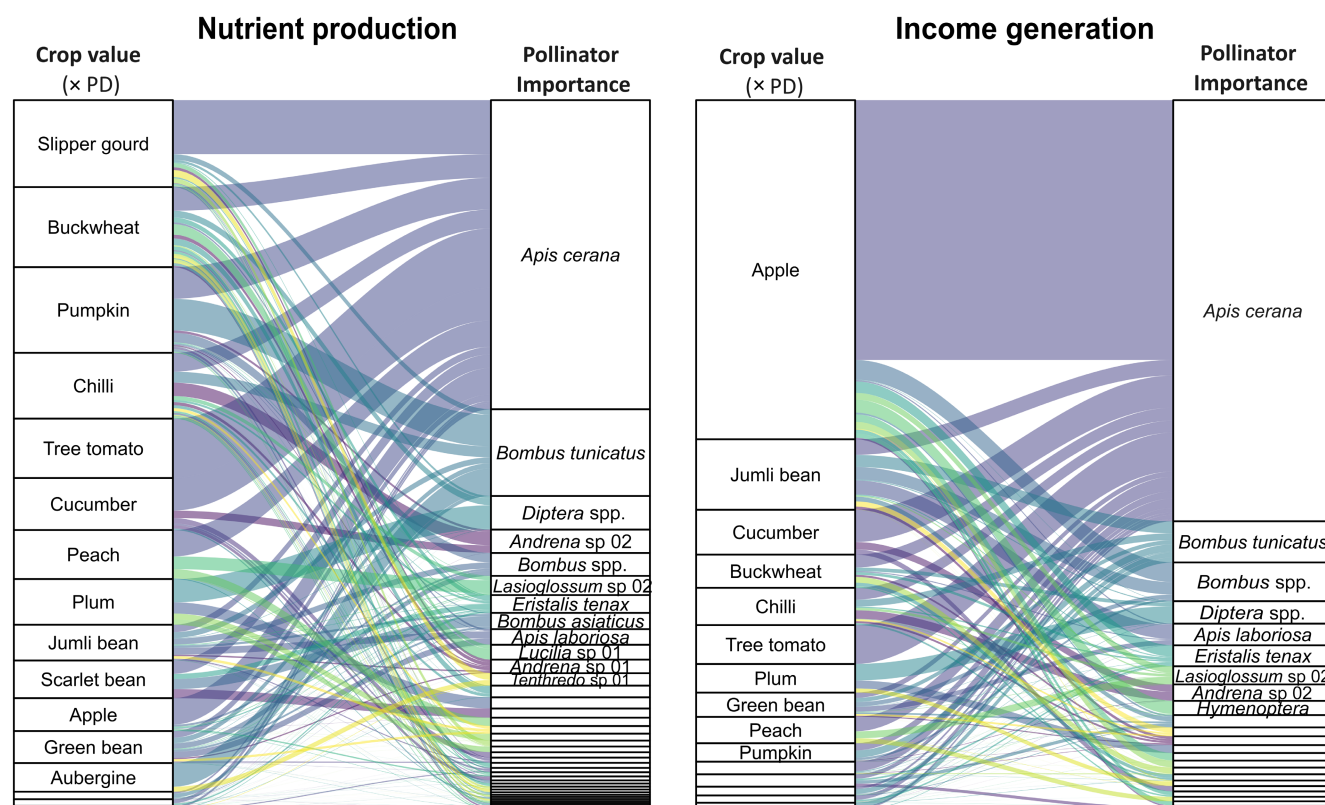 Nutrient production
Crop value
(× PD)
Pollinator
Importance
Slipper gourd
Buckwheat
Pumpkin
Chilli
Tree tomato
Cucumber
Peach
Plum
Jumli bean
Scarlet bean
Apple
Green bean
Aubergine
Apis cerana
Bombus tunicatus
Diptera spp.
Andrena sp 02
Bombus spp.
Lasioglossum sp 02
Eristalis tenax
Bombus asiaticus
Apis laboriosa
Lucilia sp 01
Andrena sp 01
Tenthredo sp 01
Income generation
Crop value
(× PD)
Pollinator
Importance
Apple
Jumli bean
Cucumber
Buckwheat
Chilli
Tree tomato
Plum
Green bean
Peach
Pumpkin
Apis cerana
Bombus tunicatus
Bombus spp.
Diptera spp.
Apis laboriosa
Eristalis tenax
Lasioglossum sp 02
Andrena sp 02
Hymenoptera